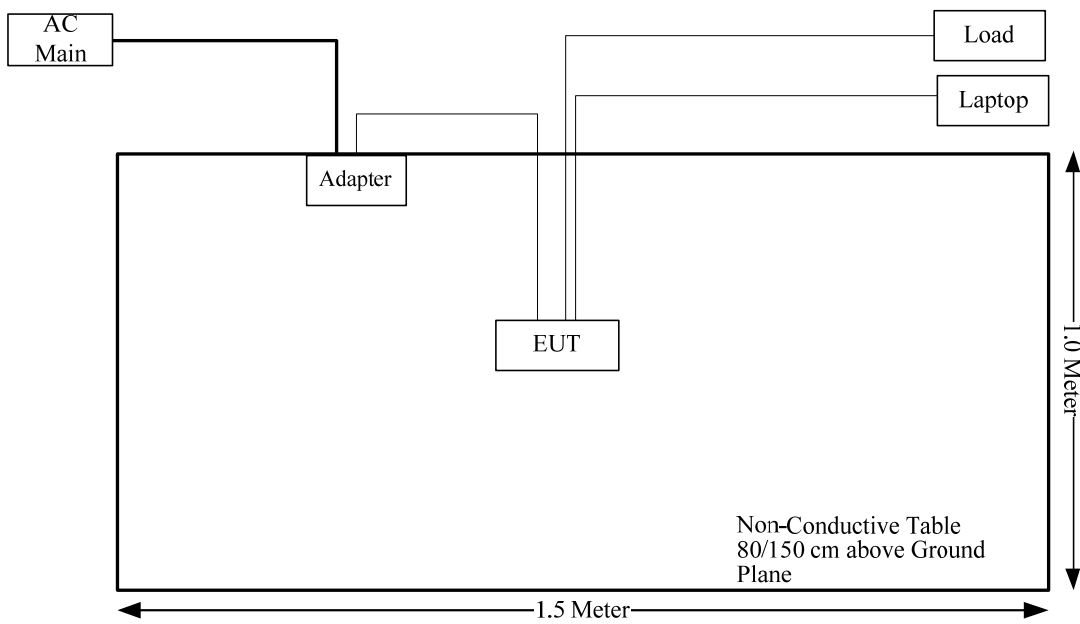 AC
Main
Load
Laptop
Adapter
EUT
1.0 Meter
Non-Conductive Table
80/150 cm above Ground
Plane
1.5 Meter